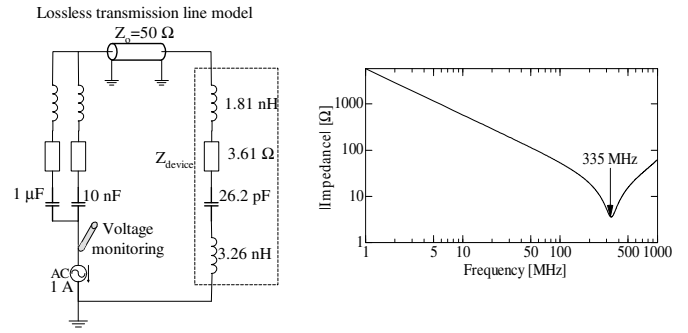 Lossless transmission line model
Zo=50 Ω
1.81 nH
Zdevice
3.61 Ω
1 μF
10 nF
26.2 pF
Voltage
monitoring
3.26 nH
AC
1 A
|Impedance| [Ω]
1000
100
10
1
335 MHz
1
5
10
50
100
500
1000
Frequency [MHz]